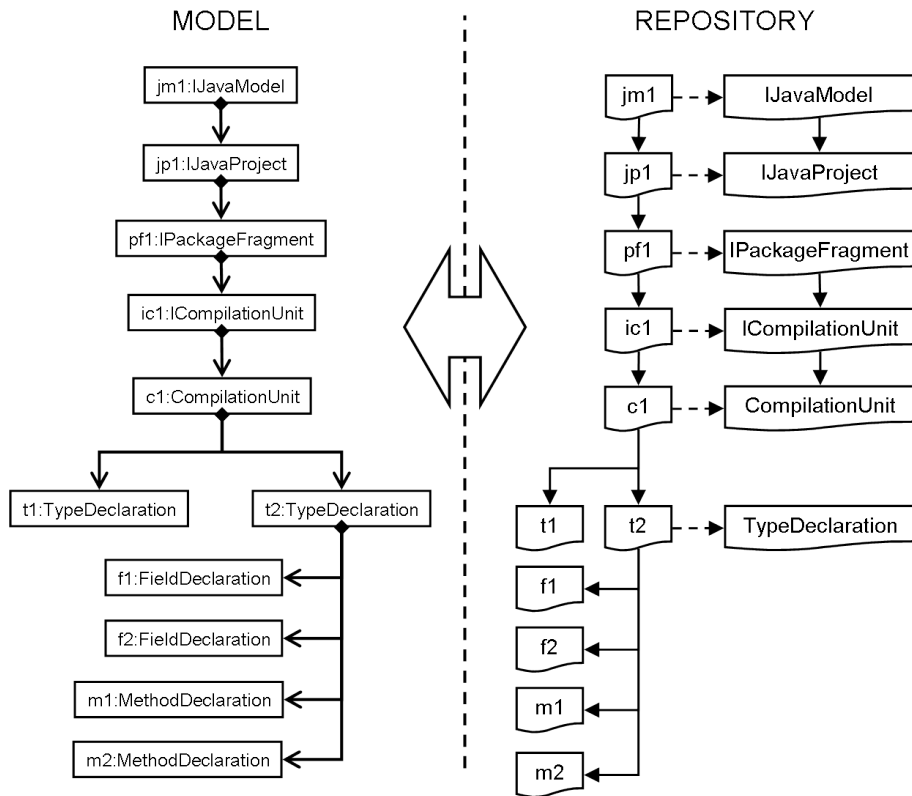 MODEL
REPOSITORY
jm1:IJavaModel
jp1:IJavaProject
pf1:IPackageFragment
ic1:ICompilationUnit
c1:CompilationUnit
t1:TypeDeclaration
t2:TypeDeclaration
f1:FieldDeclaration
f2:FieldDeclaration
m1:MethodDeclaration
m2:MethodDeclaration
jm1
IJavaModel
jp1
IJavaProject
pf1
IPackageFragment
ic1
ICompilationUnit
c1
CompilationUnit
t1
t2
TypeDeclaration
f1
f2
m1
m2